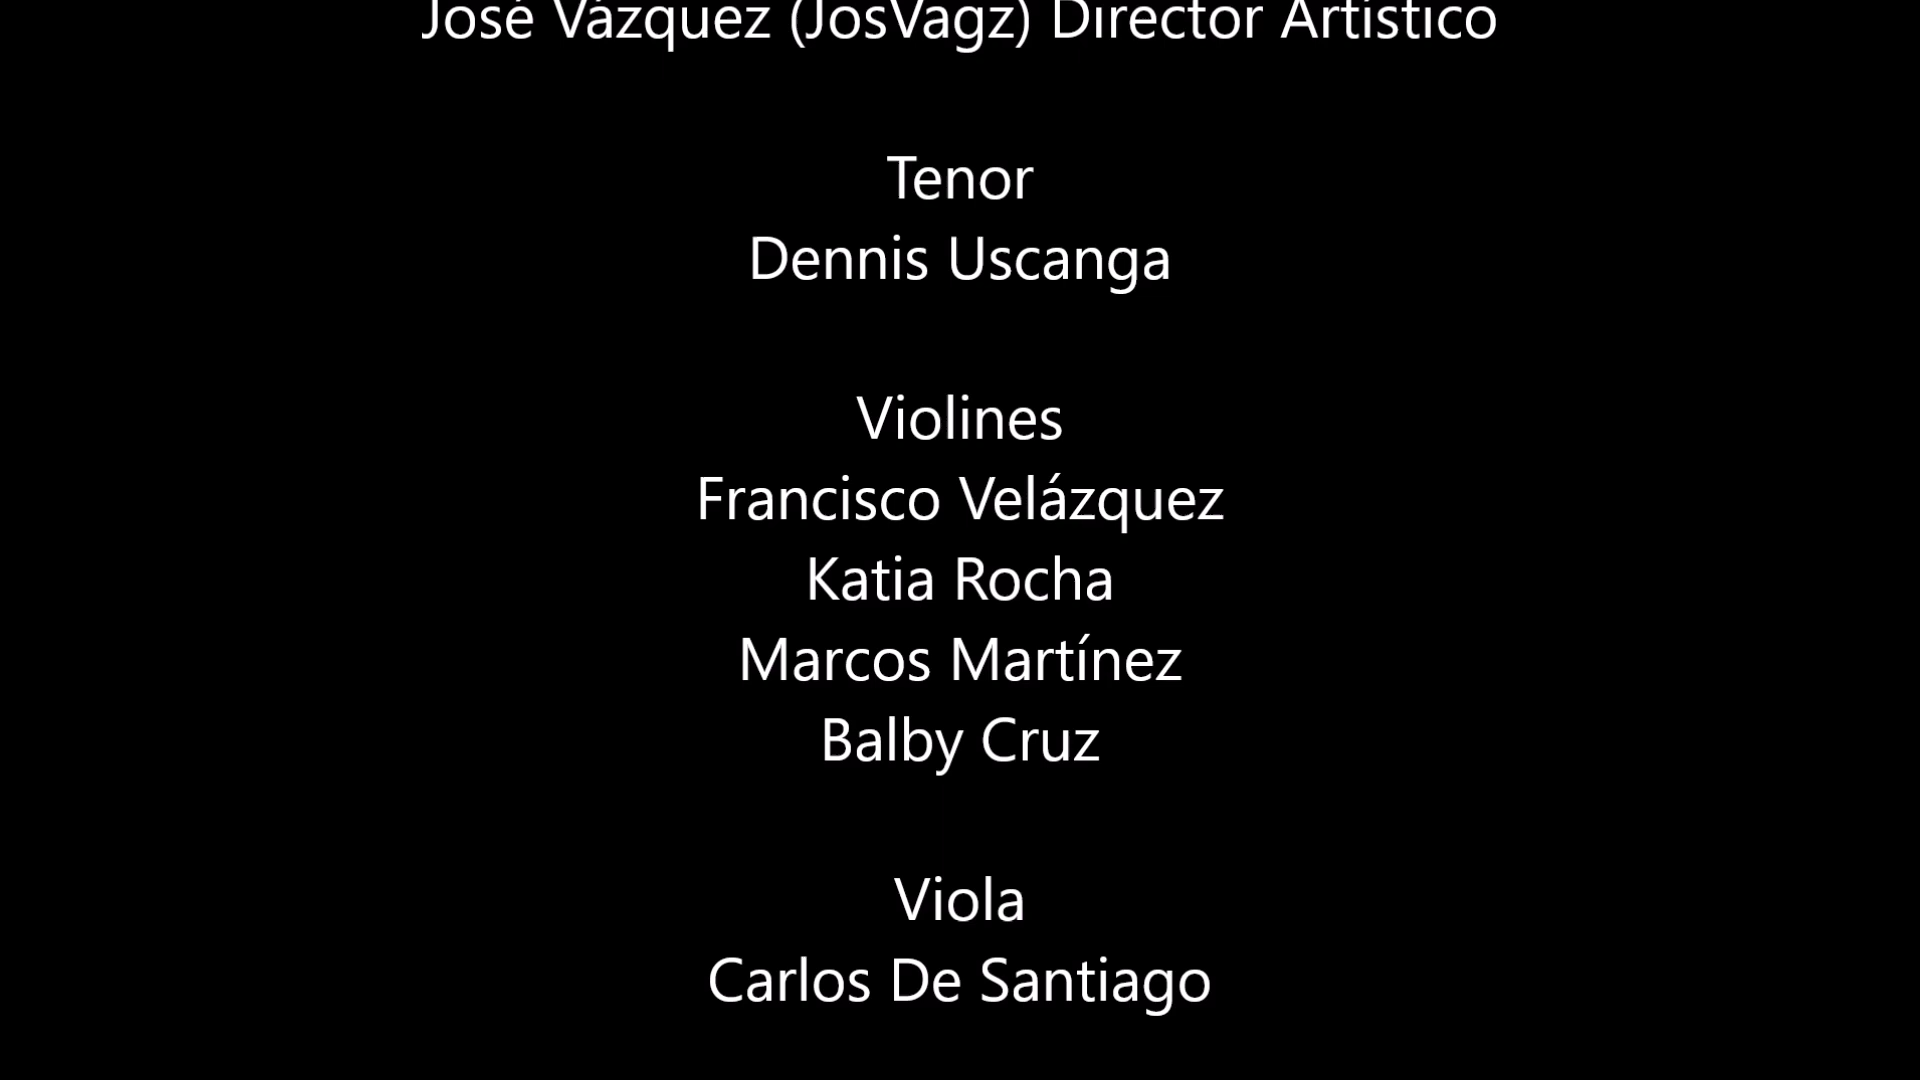 José Vázquez (JosVagz) Director Artístico
Tenor
Dennis Uscanga
Violines
Francisco Velázquez
Katia Rocha
Marcos Martínez
Balby Cruz
Viola
Carlos De Santiago